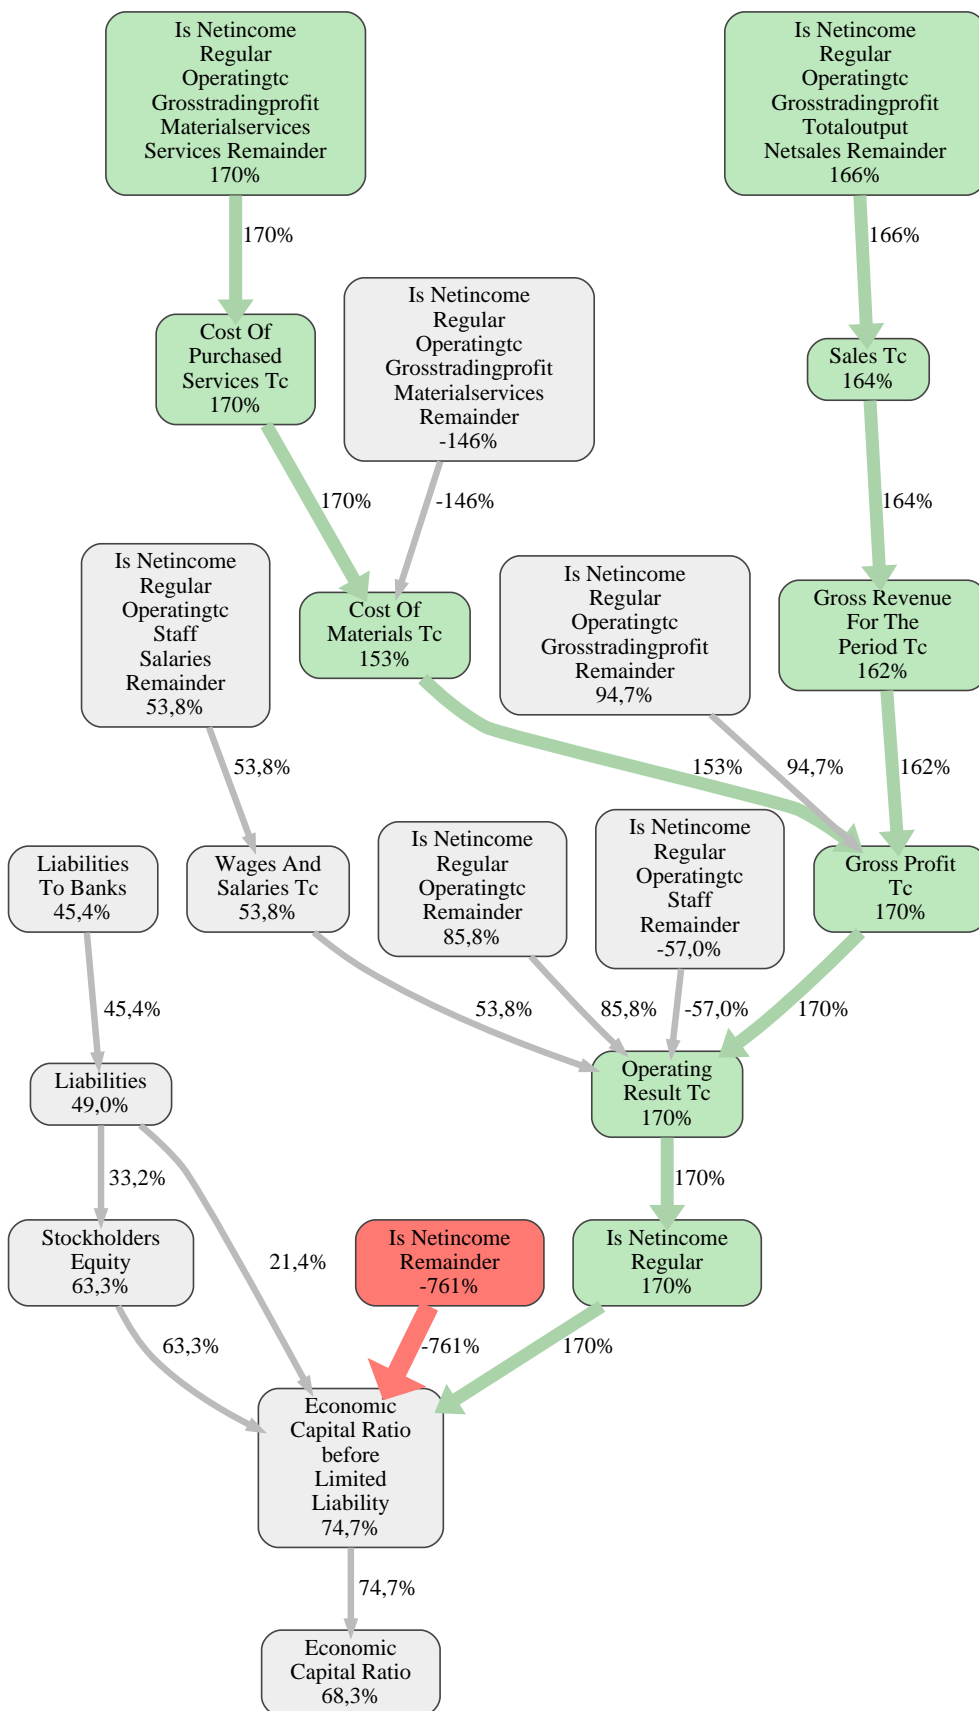 Is Netincome
Regular
Operatingtc
Grosstradingprofit
Materialservices
Services Remainder
170%
Is Netincome
Regular
Operatingtc
Grosstradingprofit
Totaloutput
Netsales Remainder
166%
170%
166%
Is Netincome
Regular
Operatingtc
Grosstradingprofit
Materialservices
Remainder
-146%
Cost Of
Purchased
Services Tc
170%
Sales Tc
164%
170%
-146%
164%
Is Netincome
Regular
Operatingtc
Staff
Salaries
Remainder
53,8%
Cost Of
Materials Tc
153%
Is Netincome
Regular
Operatingtc
Grosstradingprofit
Remainder
94,7%
Gross Revenue
For The
Period Tc
162%
53,8%
153%
94,7%
162%
Liabilities
To Banks
45,4%
Wages And
Salaries Tc
53,8%
Is Netincome
Regular
Operatingtc
Remainder
85,8%
Is Netincome
Regular
Operatingtc
Staff
Remainder
-57,0%
Gross Profit
Tc
170%
45,4%
53,8%
85,8%
-57,0%
170%
Liabilities
49,0%
Operating
Result Tc
170%
33,2%
170%
Stockholders
Equity
63,3%
21,4%
Is Netincome
Remainder
-761%
Is Netincome
Regular
170%
63,3%
-761%
170%
Economic
Capital Ratio
before
Limited
Liability
74,7%
74,7%
Economic
Capital Ratio
68,3%